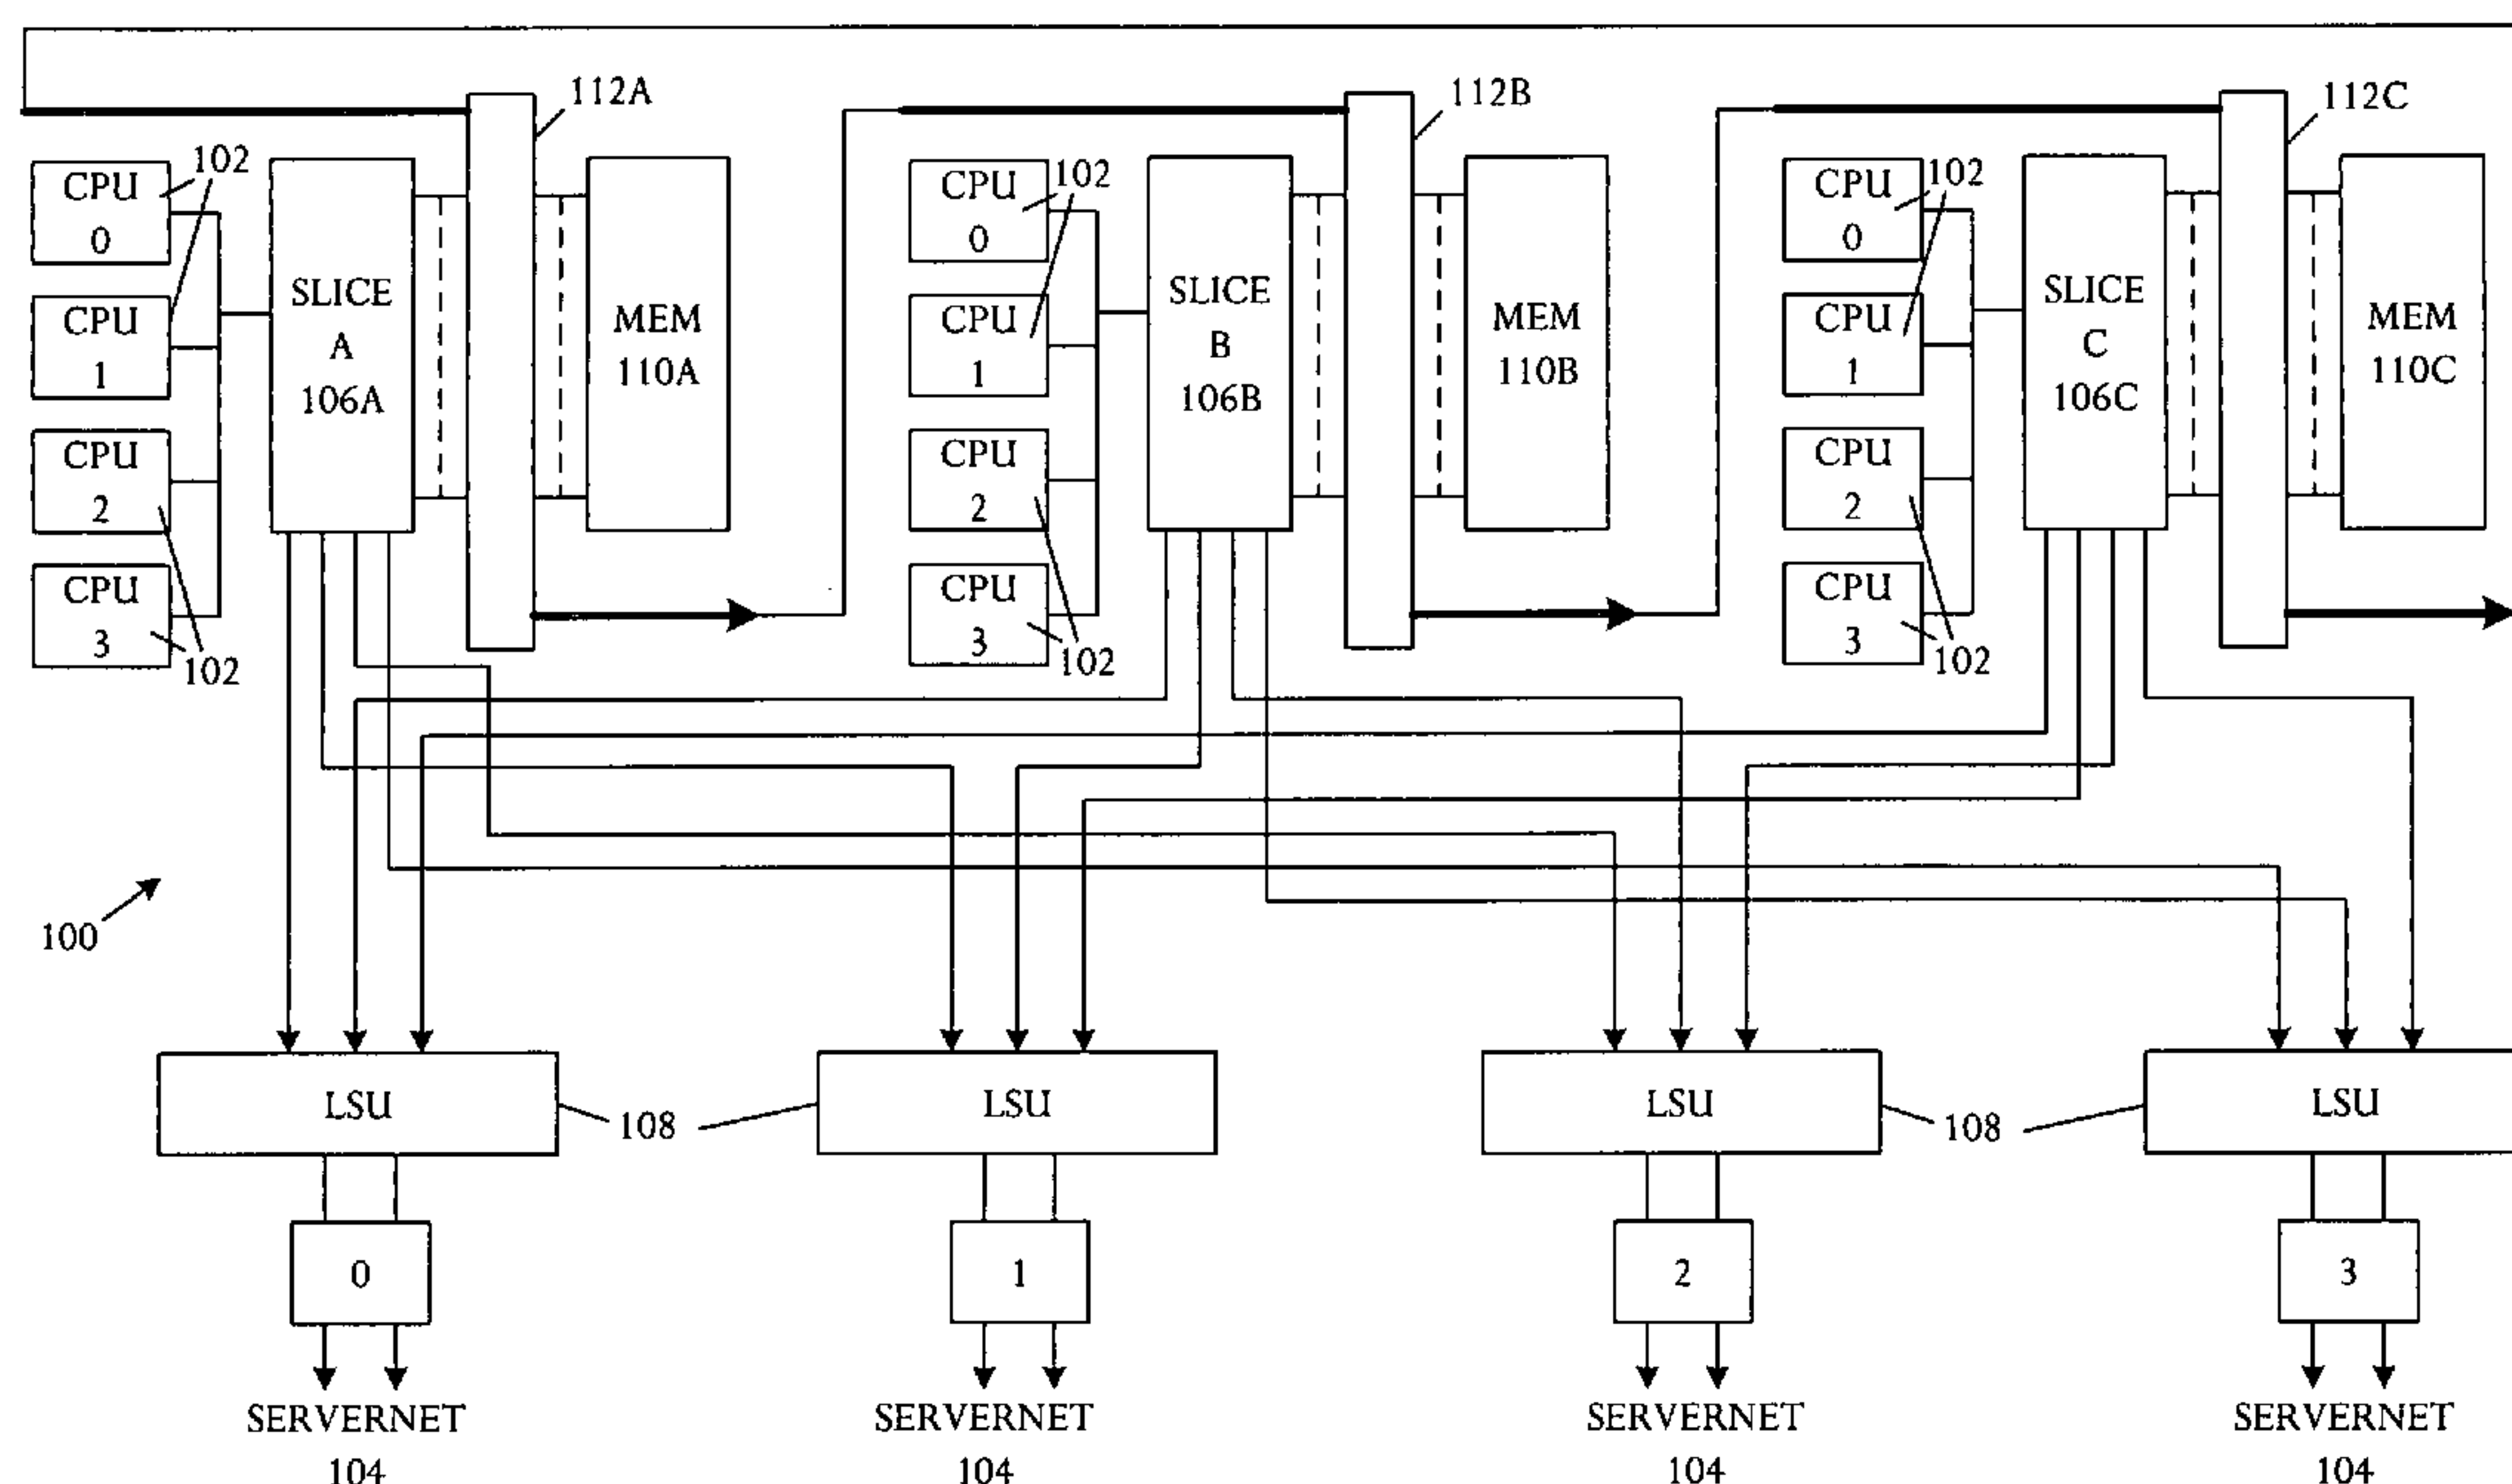 112A
112B
112C
102
102
102
CPU
0
CPU
1
CPU
2
CPU
3
102
SLICE
A
106A
MEM
110A
CPU
0
CPU
1
CPU
2
CPU
3
102
SLICE
B
106B
MEM
110B
CPU
0
CPU
1
CPU
2
CPU
3
102
SLICE
C
106C
MEM
110C
100
LSU
108
LSU
LSU
108
LSU
0
1
2
3
SERVERNET
104
SERVERNET
104
SERVERNET
104
SERVERNET
104